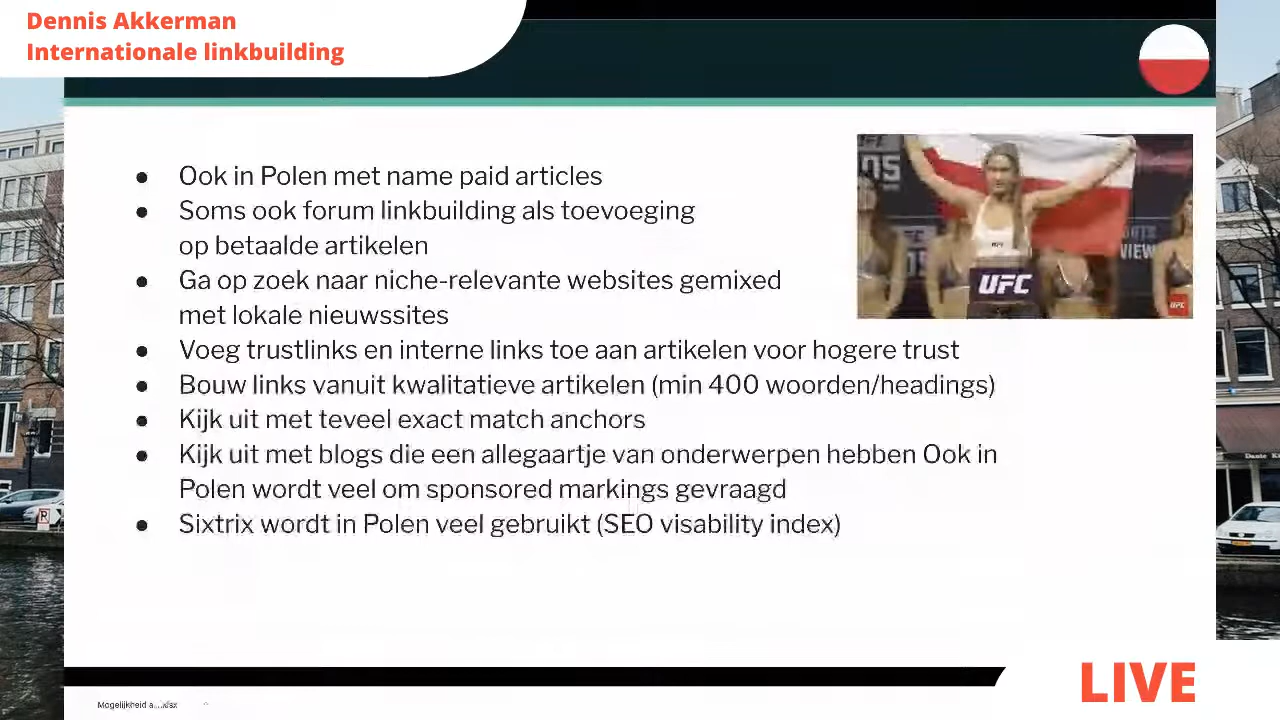 Dennis Akkerman
Internationale linkbuilding
Ook in Polen met name paid articles
Soms ook forum linkbuilding als toevoeging
op betaalde artikelen
Ga op zoek naar niche-relevante websites gemixed
met lokale nieuwssites
Voeg trustlinks en interne links toe aan artikelen voor hogere trust
Bouw links vanuit kwalitatieve artikelen (min 400 woorden/headings)
Kijk uit met teveel exact match anchors
Kijk uit met blogs die een allegaartje van onderwerpen hebben Ook in
Polen wordt veel om sponsored markings gevraagd
Sixtrix wordt in Polen veel gebruikt (SEO visability index)
UFC
LIVE